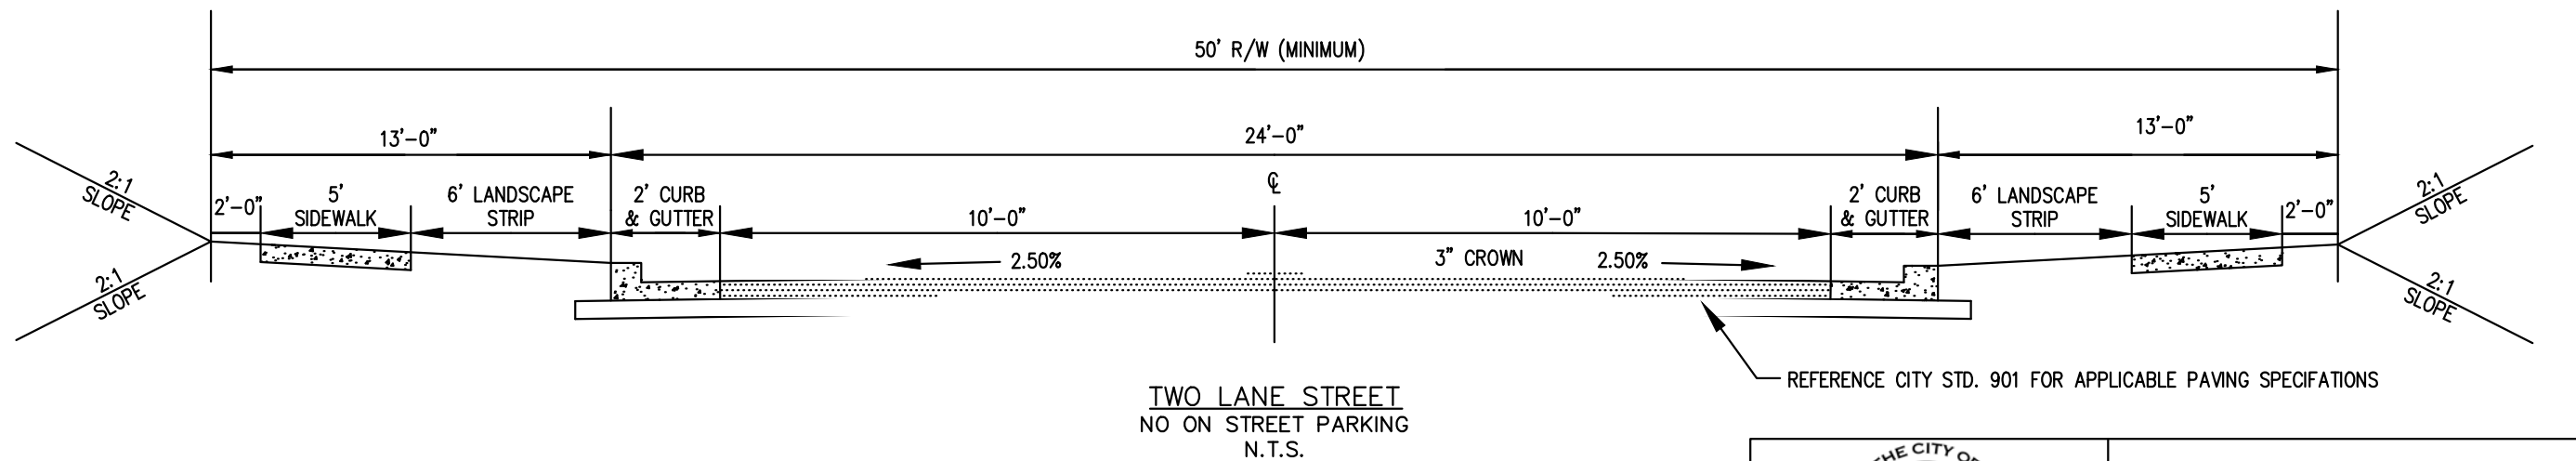 50' R/W (MINIMUM)
13'-0" 24'-0" 13'-0"
℄
2:1
SLOPE
2'-0"
5'
SIDEWALK
6' LANDSCAPE
STRIP
2' CURB
& GUTTER
10'-0"
10'-0"
2' CURB
& GUTTER
6' LANDSCAPE
STRIP
5'
SIDEWALK
2'-0"
2:1
SLOPE
2:1
SLOPE
2.50%
3" CROWN
2.50%
2:1
SLOPE
REFERENCE CITY STD. 901 FOR APPLICABLE PAVING SPECIFATIONS
TWO LANE STREET
NO ON STREET PARKING
N.T.S.
THE CITY OF